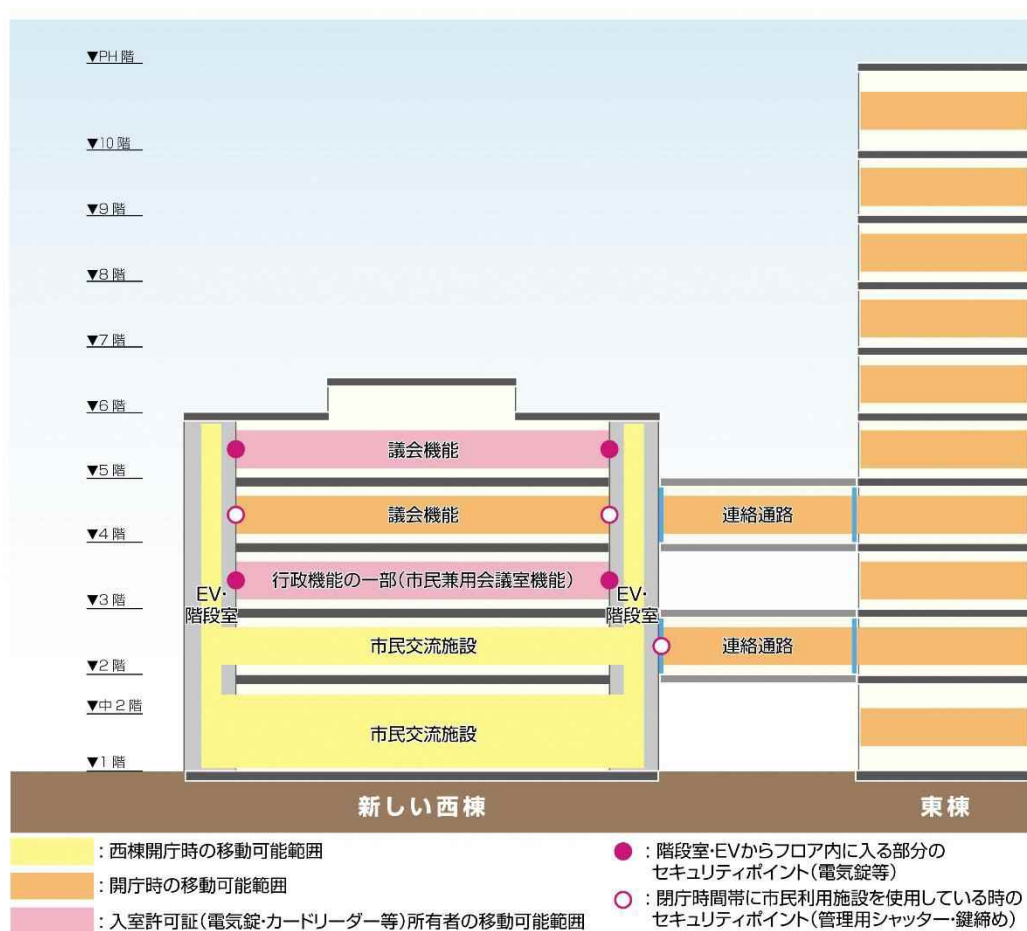 ▼PH階
▼10階
▼9階
▼8階
▼7階
▼6階
▼5階
▼4階
▼3階
▼2階
▼中2階
▼1階
議会機能
議会機能
連絡通路
行政機能の一部(市民兼用会議室機能)
EV・
階段室
EV・
階段室
市民交流施設
連絡通路
市民交流施設
新しい西棟
東棟
:西棟開庁時の移動可能範囲
:開庁時の移動可能範囲
:入室許可証(電気錠・カードリーダー等)所有者の移動可能範囲
:階段室・EVからフロア内に入る部分の
セキュリティポイント(電気錠等)
:閉庁時間帯に市民利用施設を使用している時の
セキュリティポイント(管理用シャッター・鍵締め)